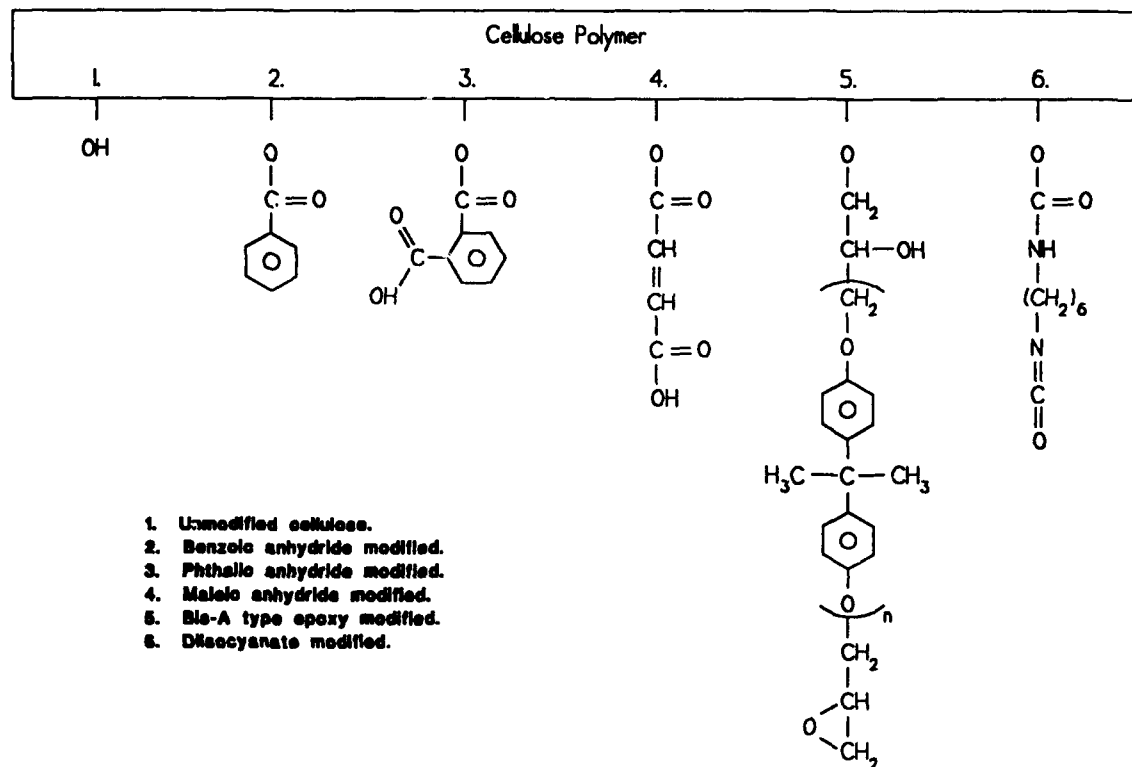 Cellulose Polymer
1. 2. 3. 4. 5. 6.
OH O O O O O
C=O O C=O C=O CH2 C=O
C CH CH—OH NH
OH CH CH2 (CH2)6
C=O O N
OH C
O
H3C—C—CH3
O
n
CH2
CH
O
CH2
1. Unmodified cellulose.
2. Benzoic anhydride modified.
3. Phthalic anhydride modified.
4. Maleic anhydride modified.
5. Bis-A type epoxy modified.
6. Diisocyanate modified.